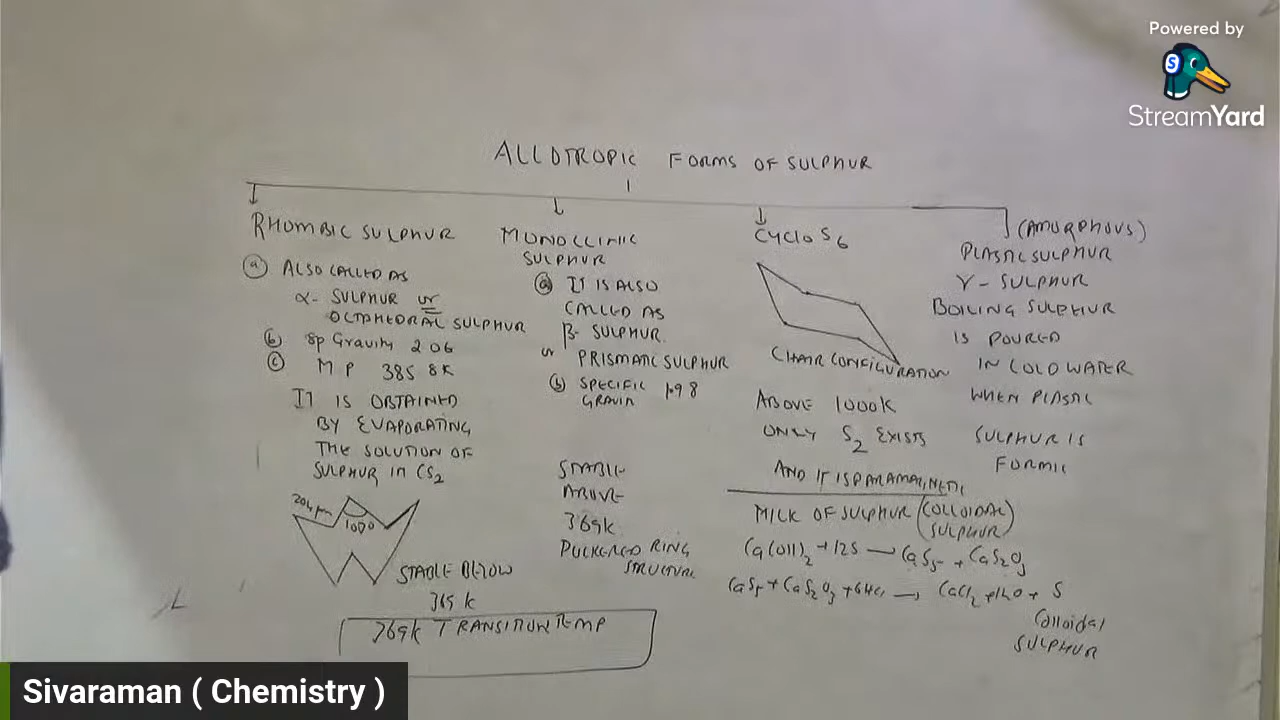 Powered by
StreamYard
ALLOTROPIC FORMS OF SULPHUR
RHOMBIC SULPHUR
(a) ALSO CALLED AS
α- SULPHUR or
OCTAHEDRAL SULPHUR
(b) Sp Gravity 2 06
(c) M P 385 8K
IT IS OBTAINED
BY EVAPORATING
THE SOLUTION OF
SULPHUR IN CS2
204 pm
STABLE BELOW
369K TRANSITION TEMP
MONOCLINIC
SULPHUR
(a) IT IS ALSO
CALLED AS
β- SULPHUR
or PRISMATIC SULPHUR
(b) SPECIFIC 1.98
GRAVITY
STABLE
ABOVE
369K
PUCKERED RING
STRUCTURE
CYCLO S6
CHAIR CONFIGURATION
ABOVE 1000K
ONLY S2 EXISTS
AND IT IS PARAMAGNETIC
MILK OF SULPHUR (COLLOIDAL
SULPHUR)
Ca(OH)2 + 12S → CaS5 + CaS2O3
CaS5 + CaS2O3 + 6HCl → CaCl2 + H2O + S
Colloidal
SULPHUR
(AMORPHOUS)
PLASTIC SULPHUR
γ - SULPHUR
BOILING SULPHUR
IS POURED
IN COLD WATER
WHEN PLASTIC
SULPHUR IS
Sivaraman ( Chemistry )